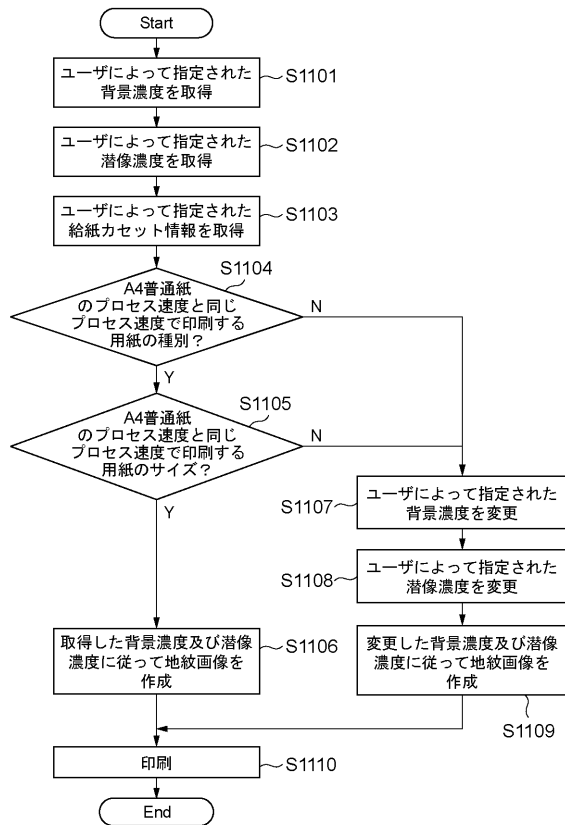 Start
ユーザによって指定された
背景濃度を取得
S1101
ユーザによって指定された
潜像濃度を取得
S1102
ユーザによって指定された
給紙カセット情報を取得
S1103
S1104
A4普通紙
のプロセス速度と同じ
プロセス速度で印刷する
用紙の種別？
N
Y
S1105
A4普通紙
のプロセス速度と同じ
プロセス速度で印刷する
用紙のサイズ？
N
Y
S1107
ユーザによって指定された
背景濃度を変更
S1108
ユーザによって指定された
潜像濃度を変更
取得した背景濃度及び潜像
濃度に従って地紋画像を
作成
S1106
変更した背景濃度及び潜像
濃度に従って地紋画像を
作成
S1109
印刷
S1110
End